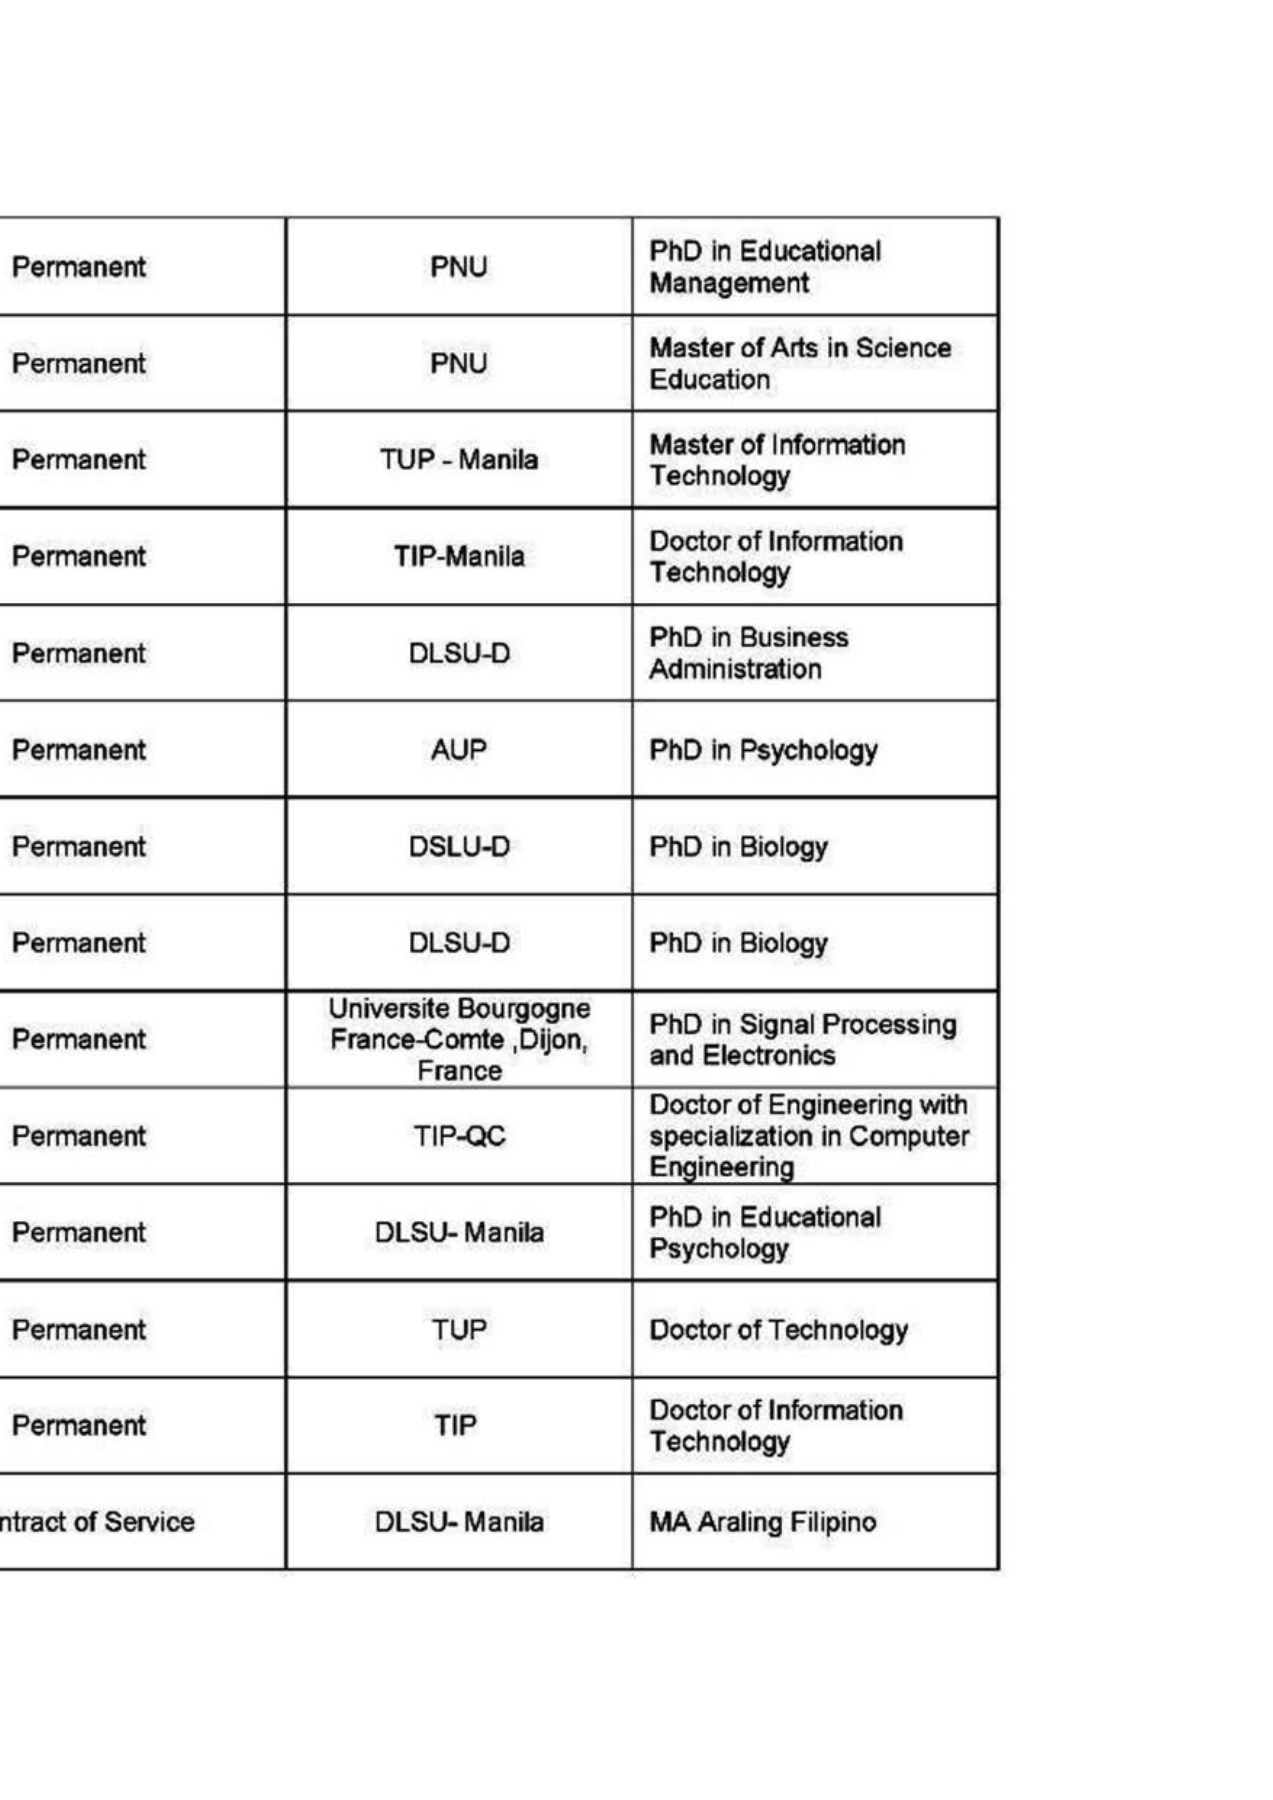 Permanent
PNU
PhD in Educational
Management
Permanent
PNU
Master of Arts in Science
Education
Permanent
TUP - Manila
Master of Information
Technology
Permanent
TIP-Manila
Doctor of Information
Technology
Permanent
DLSU-D
PhD in Business
Administration
Permanent
AUP
PhD in Psychology
Permanent
DSLU-D
PhD in Biology
Permanent
DLSU-D
PhD in Biology
Permanent
Universite Bourgogne
France-Comte ,Dijon,
France
PhD in Signal Processing
and Electronics
Permanent
TIP-QC
Doctor of Engineering with
specialization in Computer
Engineering
Permanent
DLSU- Manila
PhD in Educational
Psychology
Permanent
TUP
Doctor of Technology
Permanent
TIP
Doctor of Information
Technology
ntract of Service
DLSU- Manila
MA Araling Filipino